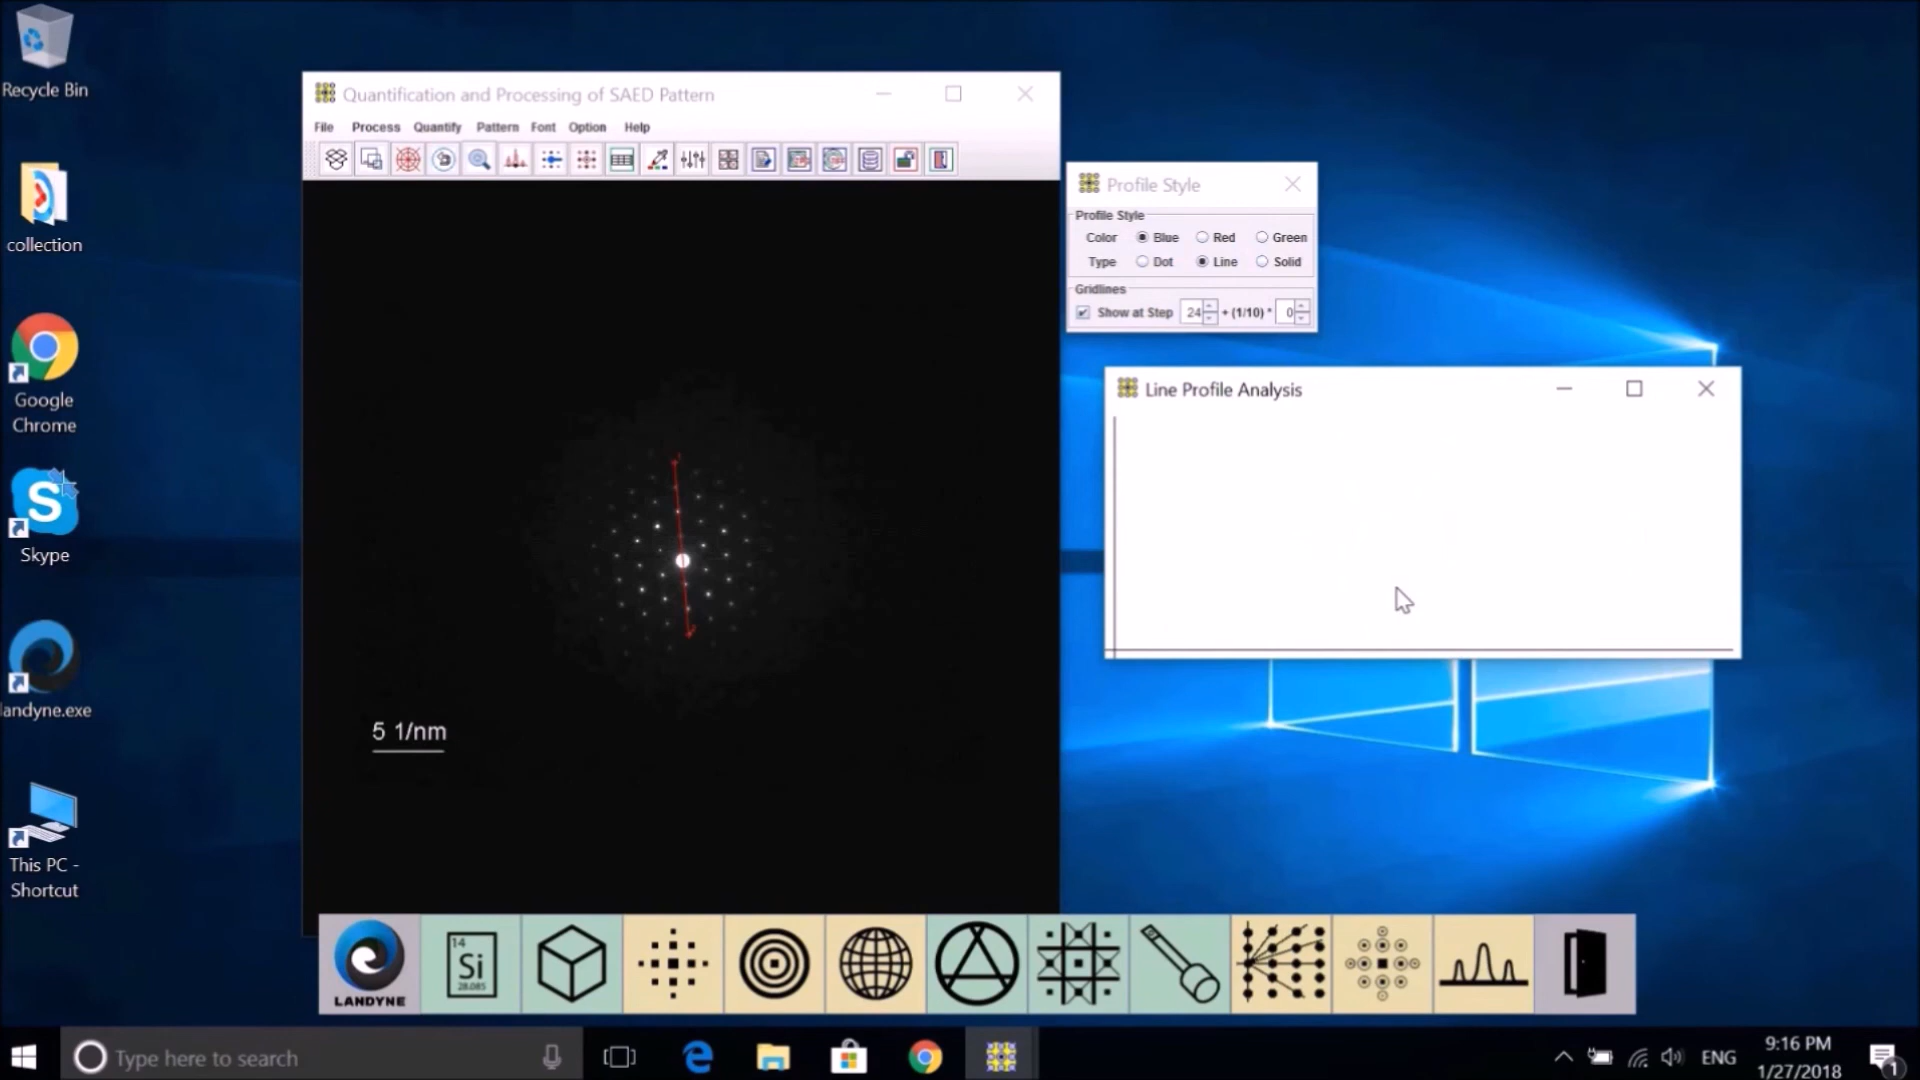 Recycle Bin
collection
Google
Chrome
Skype
landyne.exe
This PC -
Shortcut
Quantification and Processing of SAED Pattern
File Process Quantify Pattern Font Option Help
5 1/nm
Profile Style
Profile Style
Color Blue Red Green
Type Dot Line Solid
Gridlines
Show at Step 24 + (1/10) * 0
Line Profile Analysis
LANDYNE
14
Si
28.085
Type here to search
ENG
9:16 PM
1/27/2018
1